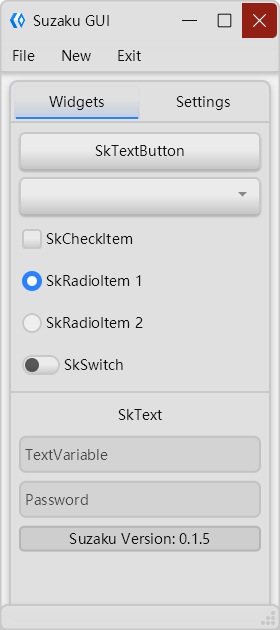 Suzaku GUI
File New Exit
Widgets Settings
SkTextButton
SkCheckItem
SkRadioItem 1
SkRadioItem 2
SkSwitch
SkText
TextVariable
Password
Suzaku Version: 0.1.5